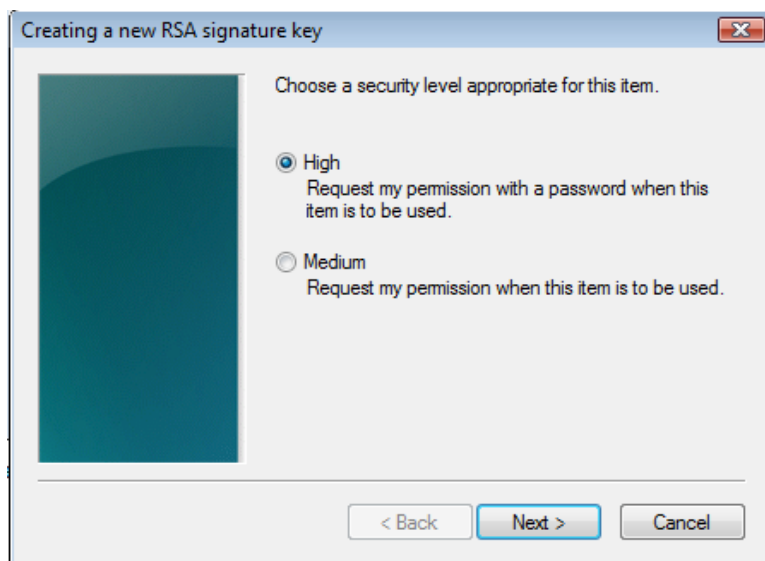 Creating a new RSA signature key
Choose a security level appropriate for this item.
High
Request my permission with a password when this
item is to be used.
Medium
Request my permission when this item is to be used.
< Back
Next >
Cancel